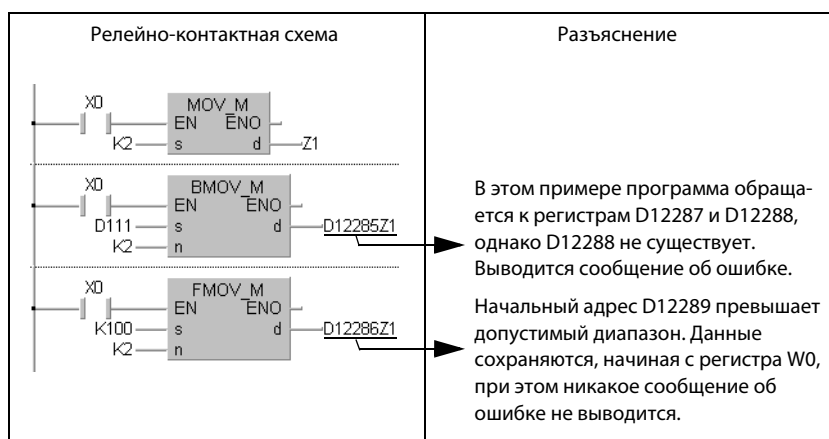 Релейно-контактная схема
Разъяснение
X0
MOV_M
EN ENO
K2 s d Z1
X0
BMOV_M
EN ENO
D111 s d D12285Z1
K2 n
В этом примере программа обраща-
ется к регистрам D12287 и D12288,
однако D12288 не существует.
Выводится сообщение об ошибке.
X0
FMOV_M
EN ENO
K100 s d D12286Z1
K2 n
Начальный адрес D12289 превышает
допустимый диапазон. Данные
сохраняются, начиная с регистра W0,
при этом никакое сообщение об
ошибке не выводится.